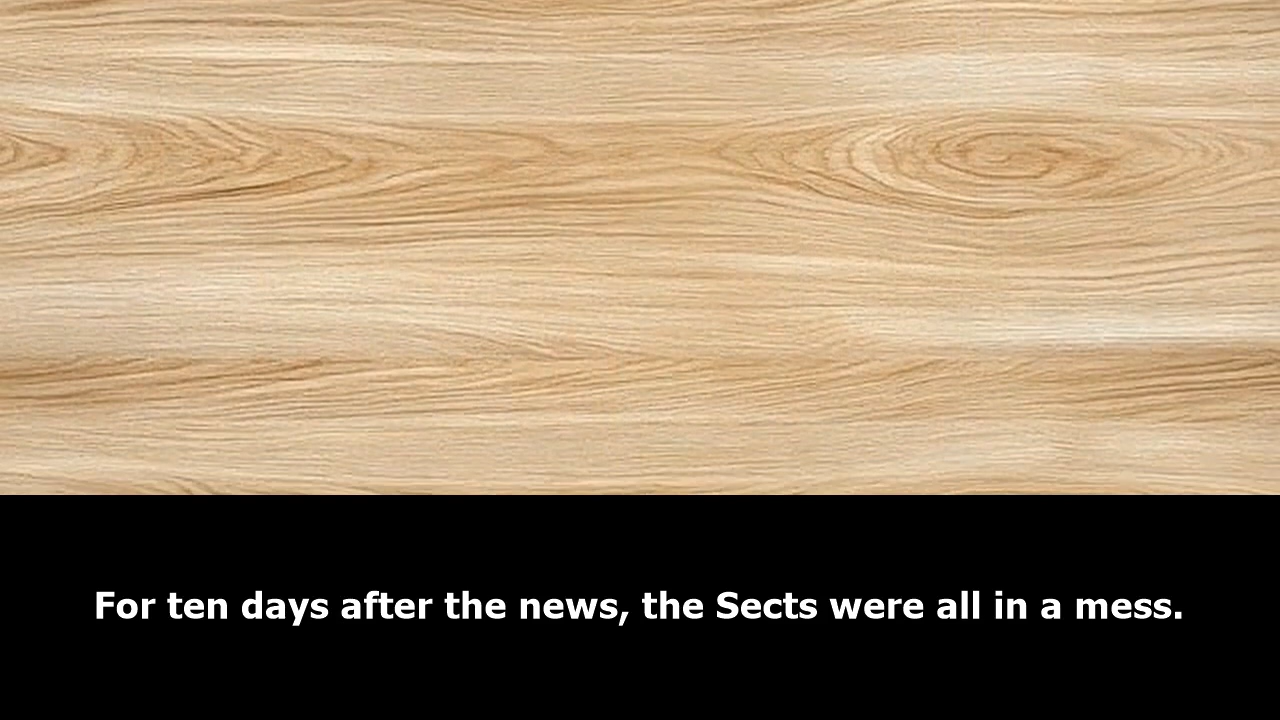 For ten days after the news, the Sects were all in a mess.